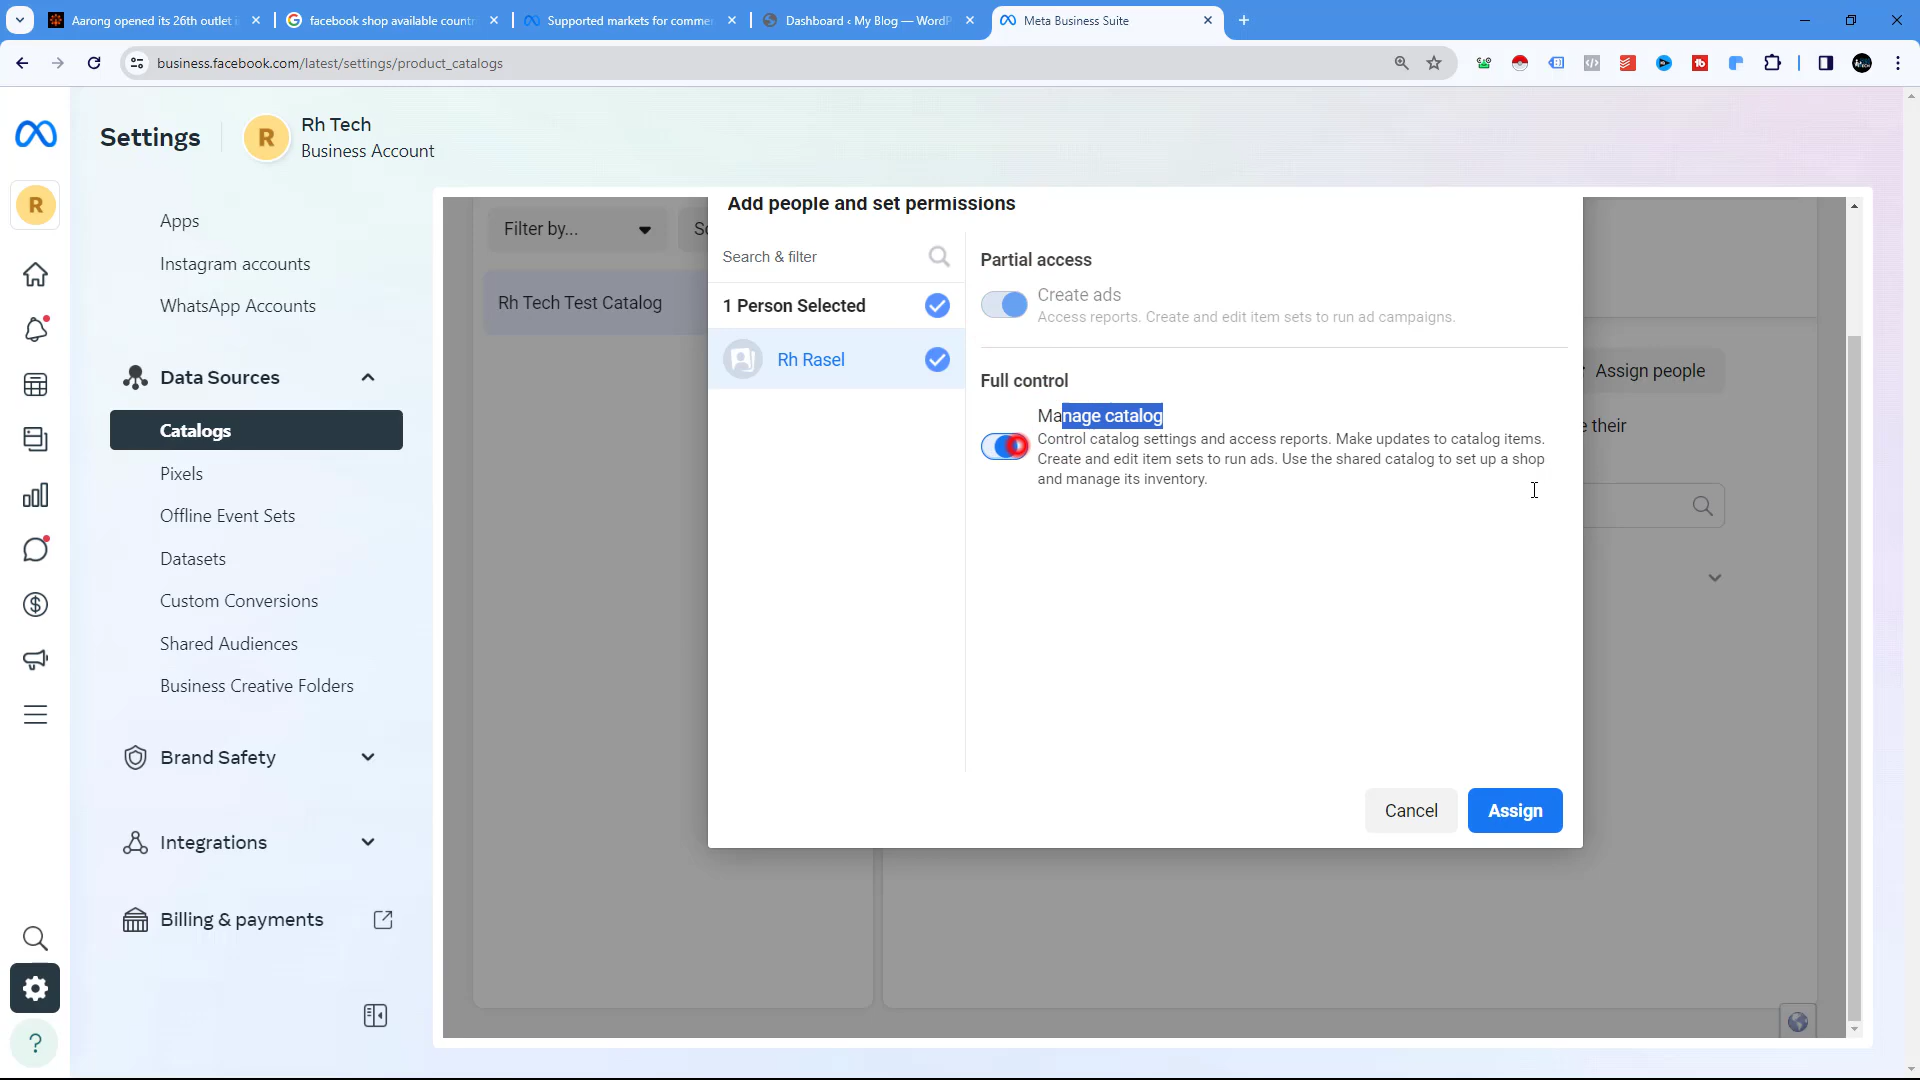 Aarong opened its 26th outlet i
facebook shop available countr
Supported markets for commer
Dashboard ‹ My Blog — WordP
Meta Business Suite
business.facebook.com/latest/settings/product_catalogs
Settings
R
Rh Tech
Business Account
R
Apps
Instagram accounts
WhatsApp Accounts
Data Sources
Catalogs
Pixels
Offline Event Sets
Datasets
Custom Conversions
Shared Audiences
Business Creative Folders
Brand Safety
Integrations
Billing & payments
Filter by...
Rh Tech Test Catalog
Add people and set permissions
Search & filter
1 Person Selected
Rh Rasel
Partial access
Create ads
Access reports. Create and edit item sets to run ad campaigns.
Full control
Manage catalog
Control catalog settings and access reports. Make updates to catalog items.
Create and edit item sets to run ads. Use the shared catalog to set up a shop
and manage its inventory.
Cancel
Assign
Assign people
e their